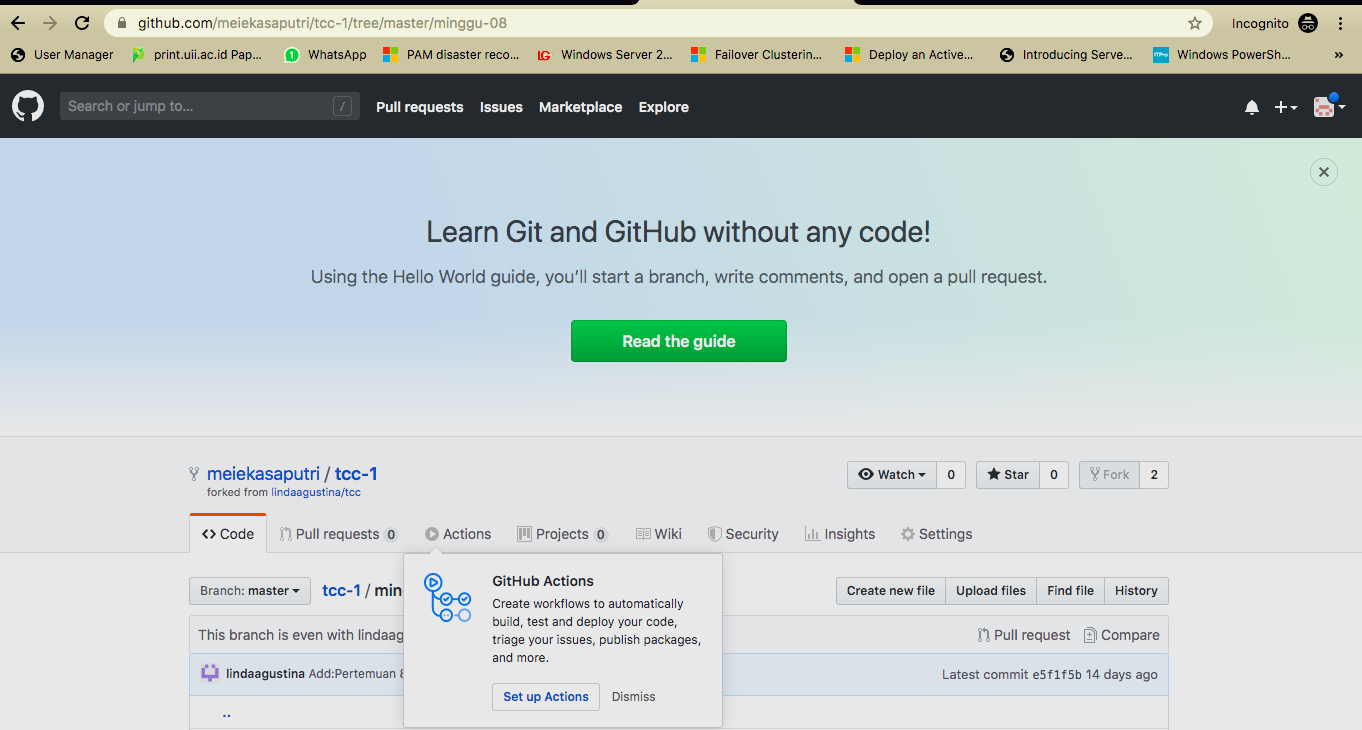 github.com/meiekasaputri/tcc-1/tree/master/minggu-08
Incognito
User Manager
print.uii.ac.id Pap...
1
WhatsApp
PAM disaster reco...
LG
Windows Server 2...
Failover Clusterin...
Deploy an Active...
Introducing Serve...
ITPro
Windows PowerSh...
»
Search or jump to...
/
Pull requests
Issues
Marketplace
Explore
Learn Git and GitHub without any code!
Using the Hello World guide, you’ll start a branch, write comments, and open a pull request.
Read the guide
meiekasaputri / tcc-1
forked from lindaagustina/tcc
Watch 0
Star 0
Fork 2
Code
Pull requests 0
Actions
Projects 0
Wiki
Security
Insights
Settings
Branch: master
tcc-1 / min
Create new file
Upload files
Find file
History
GitHub Actions
Create workflows to automatically
build, test and deploy your code,
triage your issues, publish packages,
and more.
Set up Actions
Dismiss
This branch is even with lindaag
Pull request
Compare
lindaagustina Add:Pertemuan 8
Latest commit e5f1f5b 14 days ago
..